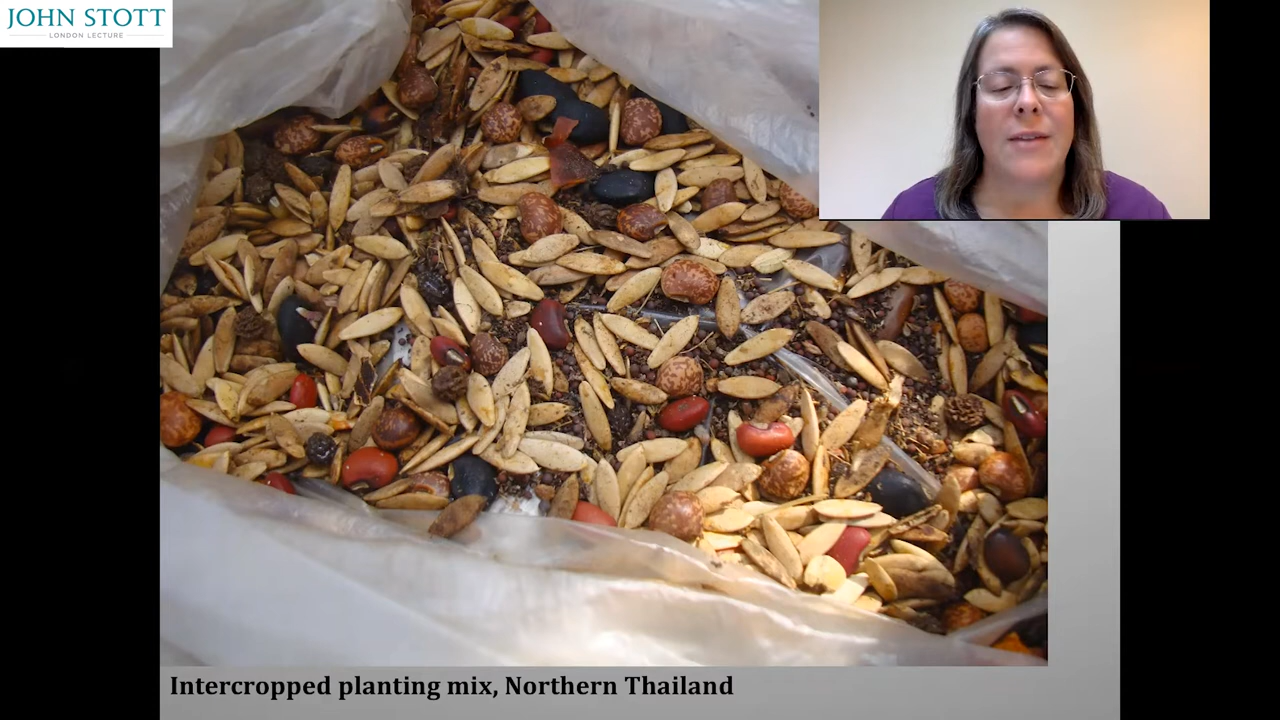 JOHN STOTT
LONDON LECTURE
Intercropped planting mix, Northern Thailand